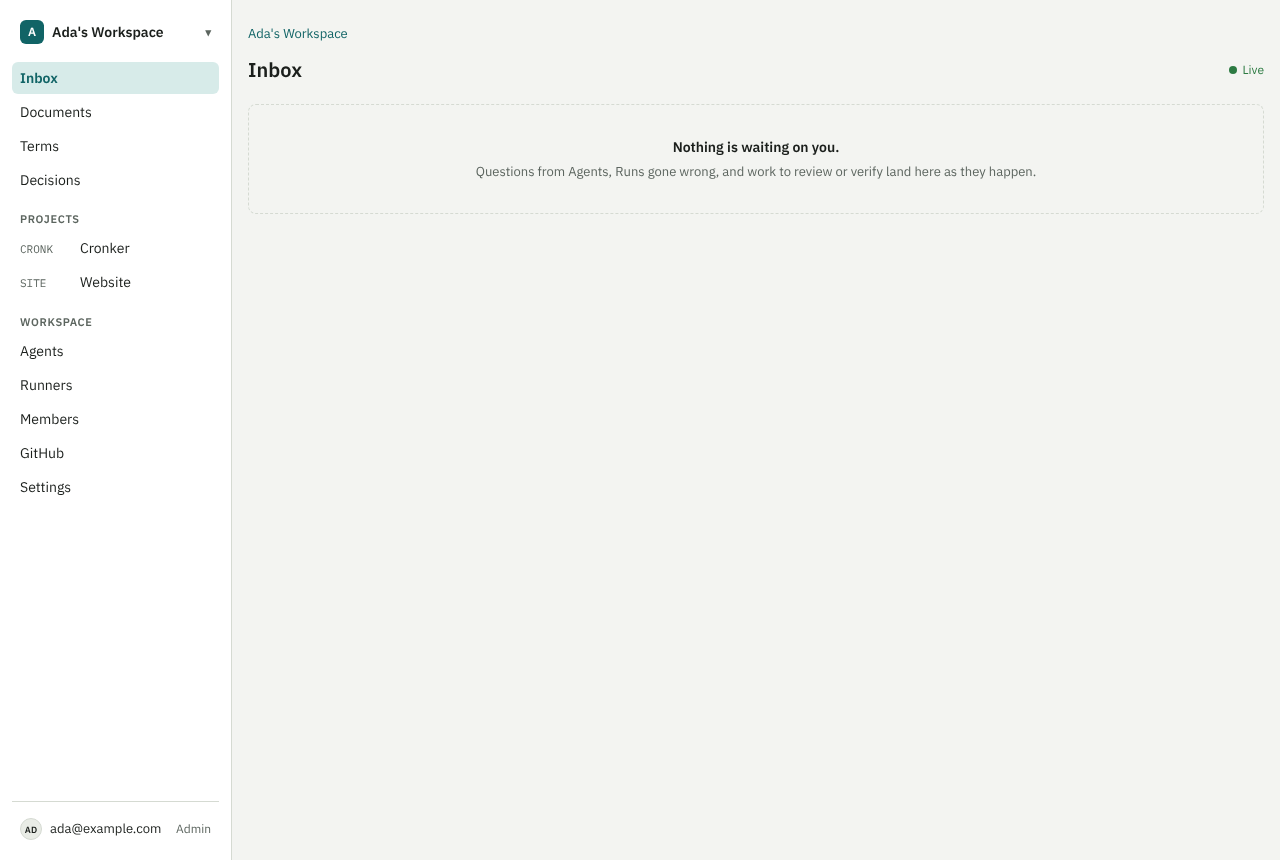 A Ada's Workspace ▾
Inbox
Documents
Terms
Decisions
PROJECTS
CRONK Cronker
SITE Website
WORKSPACE
Agents
Runners
Members
GitHub
Settings
AD ada@example.com Admin
Ada's Workspace
Inbox
Live
Nothing is waiting on you.
Questions from Agents, Runs gone wrong, and work to review or verify land here as they happen.